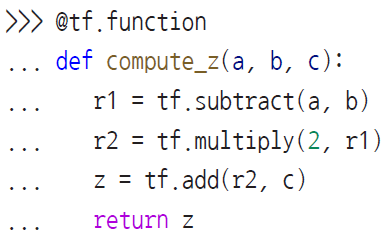 >>> @tf.function
... def compute_z(a, b, c):
...    r1 = tf.subtract(a, b)
...    r2 = tf.multiply(2, r1)
...    z = tf.add(r2, c)
...    return z